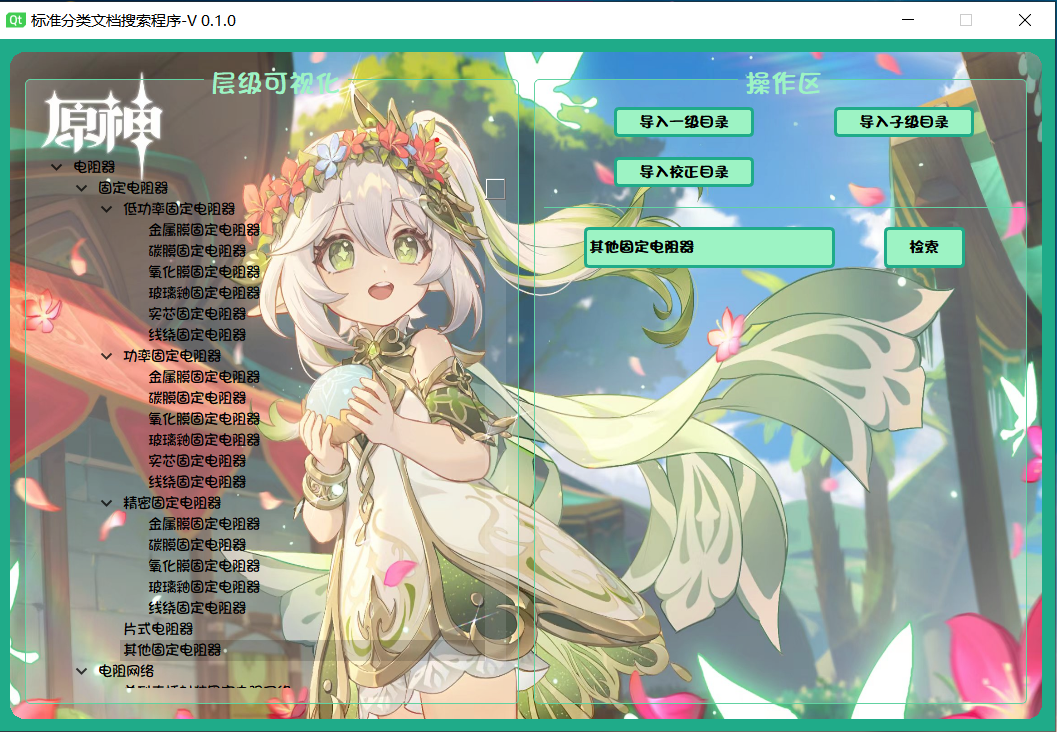 Qt 标准分类文档搜索程序-V 0.1.0
层级可视化
原神
电阻器
固定电阻器
低功率固定电阻器
金属膜固定电阻器
碳膜固定电阻器
氧化膜固定电阻器
玻璃釉固定电阻器
实芯固定电阻器
线绕固定电阻器
功率固定电阻器
金属膜固定电阻器
碳膜固定电阻器
氧化膜固定电阻器
玻璃釉固定电阻器
实芯固定电阻器
线绕固定电阻器
精密固定电阻器
金属膜固定电阻器
碳膜固定电阻器
氧化膜固定电阻器
玻璃釉固定电阻器
线绕固定电阻器
片式电阻器
其他固定电阻器
电阻网络
操作区
导入一级目录
导入子级目录
导入校正目录
其他固定电阻器
检索